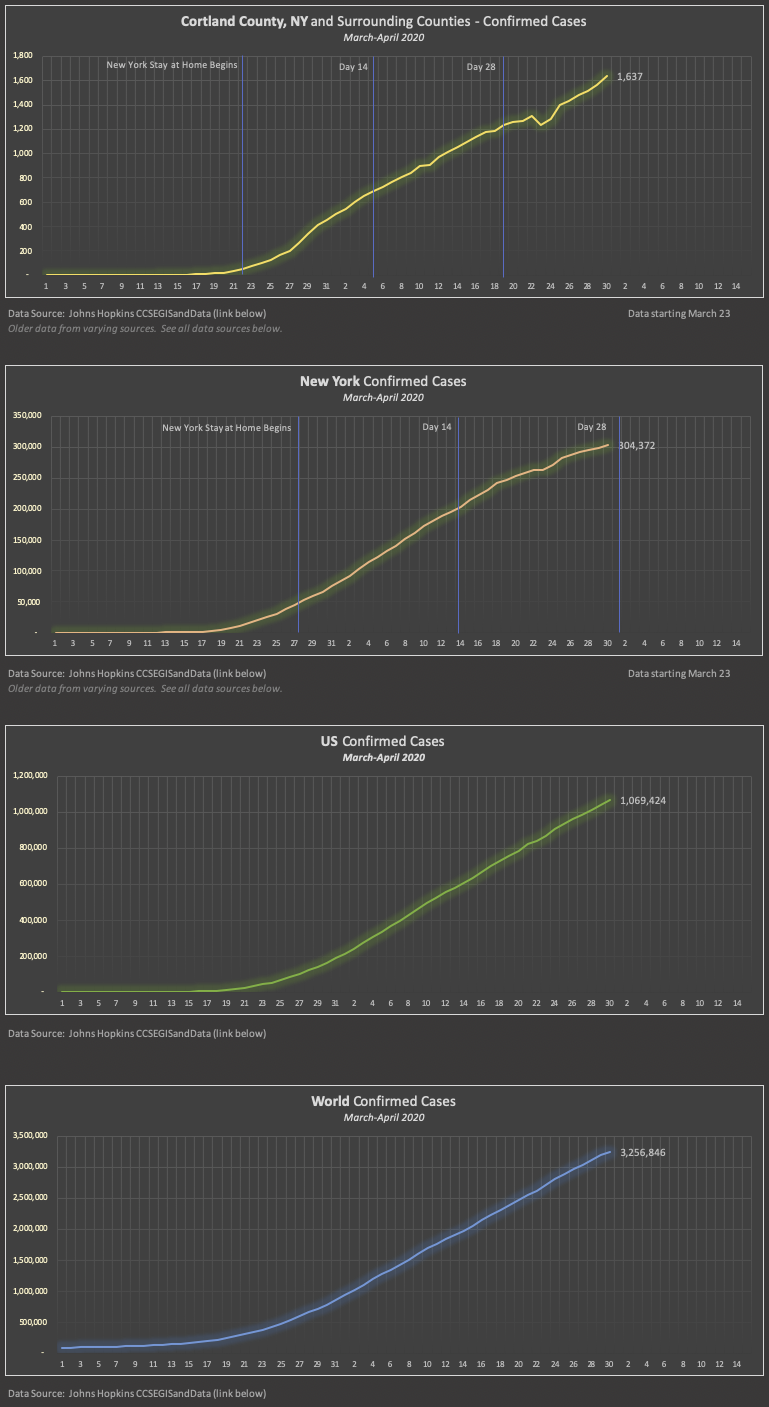 Cortland County, NY and Surrounding Counties - Confirmed Cases
March-April 2020
1,800
1,600
1,400
1,200
1,000
800
600
400
200
-
New York Stay at Home Begins
Day 14
Day 28
1,637
1 3 5 7 9 11 13 15 17 19 21 23 25 27 29 31 2 4 6 8 10 12 14 16 18 20 22 24 26 28 30 2 4 6 8 10 12 14
Data Source: Johns Hopkins CCSEGISandData (link below) Data starting March 23
Older data from varying sources. See all data sources below.
New York Confirmed Cases
March-April 2020
350,000
300,000
250,000
200,000
150,000
100,000
50,000
-
New York Stay at Home Begins
Day 14
Day 28
304,372
1 3 5 7 9 11 13 15 17 19 21 23 25 27 29 31 2 4 6 8 10 12 14 16 18 20 22 24 26 28 30 2 4 6 8 10 12 14
Data Source: Johns Hopkins CCSEGISandData (link below) Data starting March 23
Older data from varying sources. See all data sources below.
US Confirmed Cases
March-April 2020
1,200,000
1,000,000
800,000
600,000
400,000
200,000
-
1,069,424
1 3 5 7 9 11 13 15 17 19 21 23 25 27 29 31 2 4 6 8 10 12 14 16 18 20 22 24 26 28 30 2 4 6 8 10 12 14
Data Source: Johns Hopkins CCSEGISandData (link below)
World Confirmed Cases
March-April 2020
3,500,000
3,000,000
2,500,000
2,000,000
1,500,000
1,000,000
500,000
-
3,256,846
1 3 5 7 9 11 13 15 17 19 21 23 25 27 29 31 2 4 6 8 10 12 14 16 18 20 22 24 26 28 30 2 4 6 8 10 12 14
Data Source: Johns Hopkins CCSEGISandData (link below)